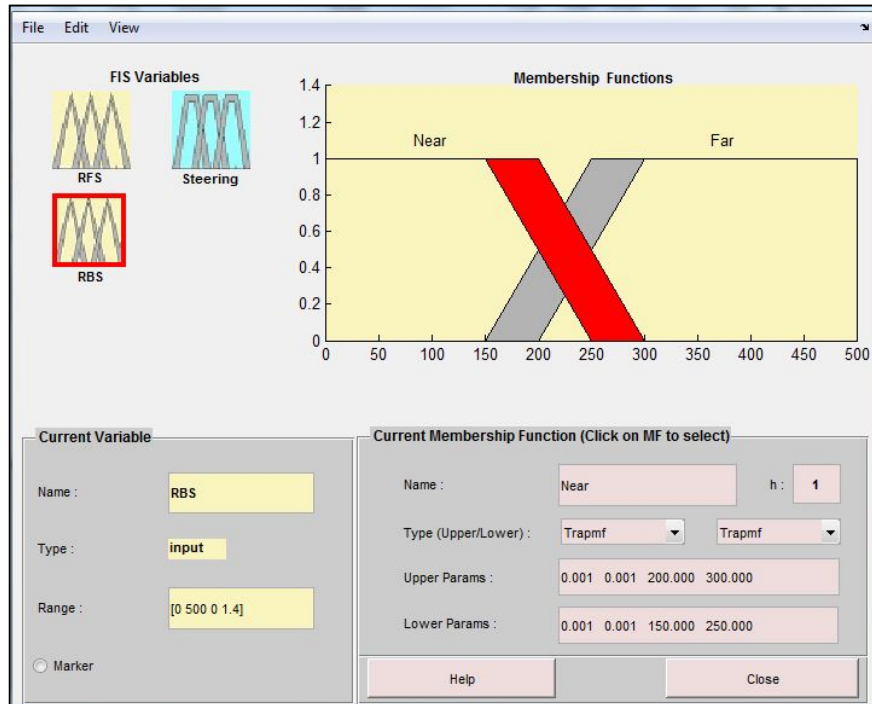 File Edit View
FIS Variables
RFS
Steering
RBS
Membership Functions
Near
Far
1.4
1.2
1
0.8
0.6
0.4
0.2
0
0 50 100 150 200 250 300 350 400 450 500
Current Variable
Name : RBS
Type : input
Range : [0 500 0 1.4]
Marker
Current Membership Function (Click on MF to select)
Name : Near h : 1
Type (Upper/Lower) : Trapmf Trapmf
Upper Params : 0.001 0.001 200.000 300.000
Lower Params : 0.001 0.001 150.000 250.000
Help Close